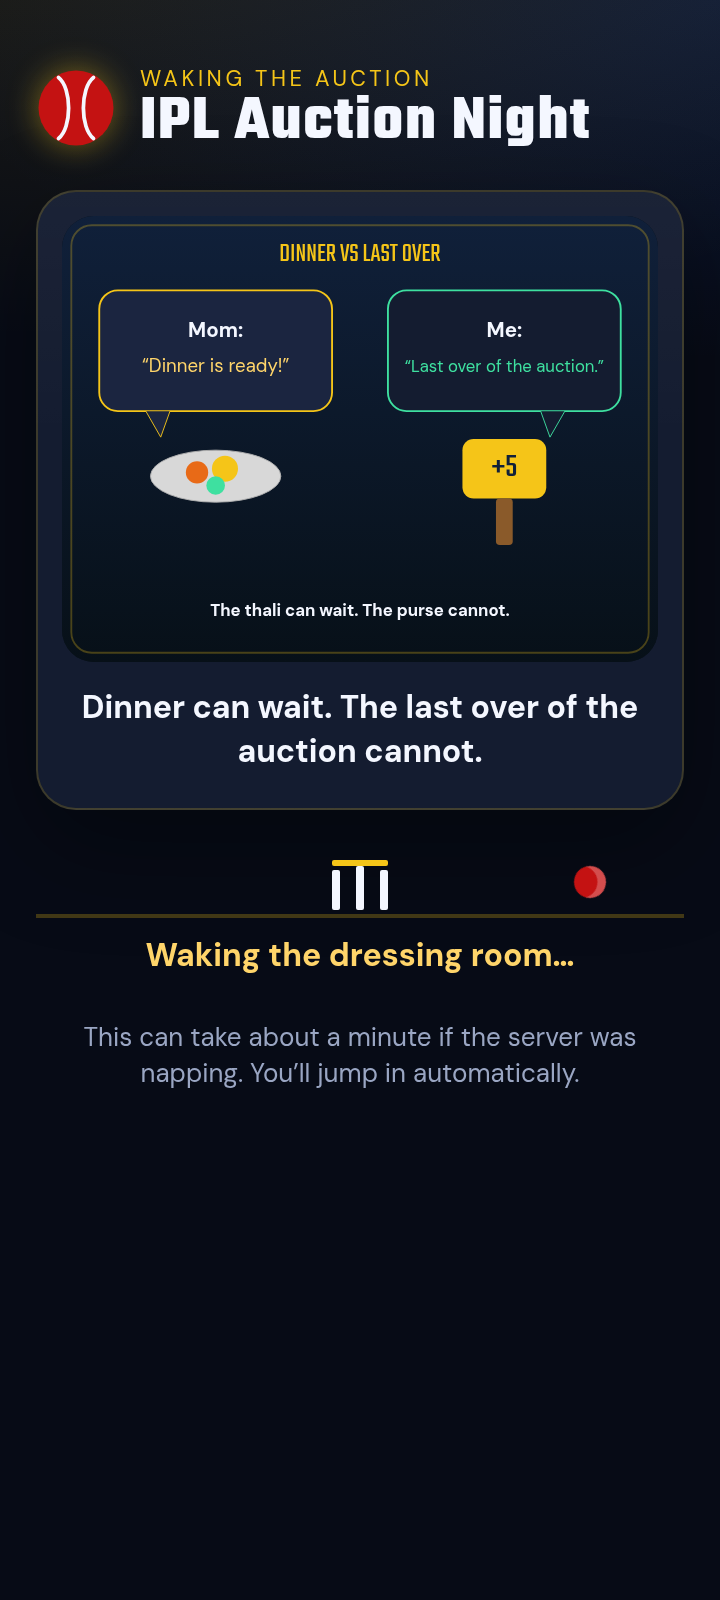 WAKING THE AUCTION
IPL Auction Night
DINNER VS LAST OVER
Mom:
“Dinner is ready!”
Me:
“Last over of the auction.”
+5
The thali can wait. The purse cannot.
Dinner can wait. The last over of the
auction cannot.
Waking the dressing room…
This can take about a minute if the server was
napping. You’ll jump in automatically.